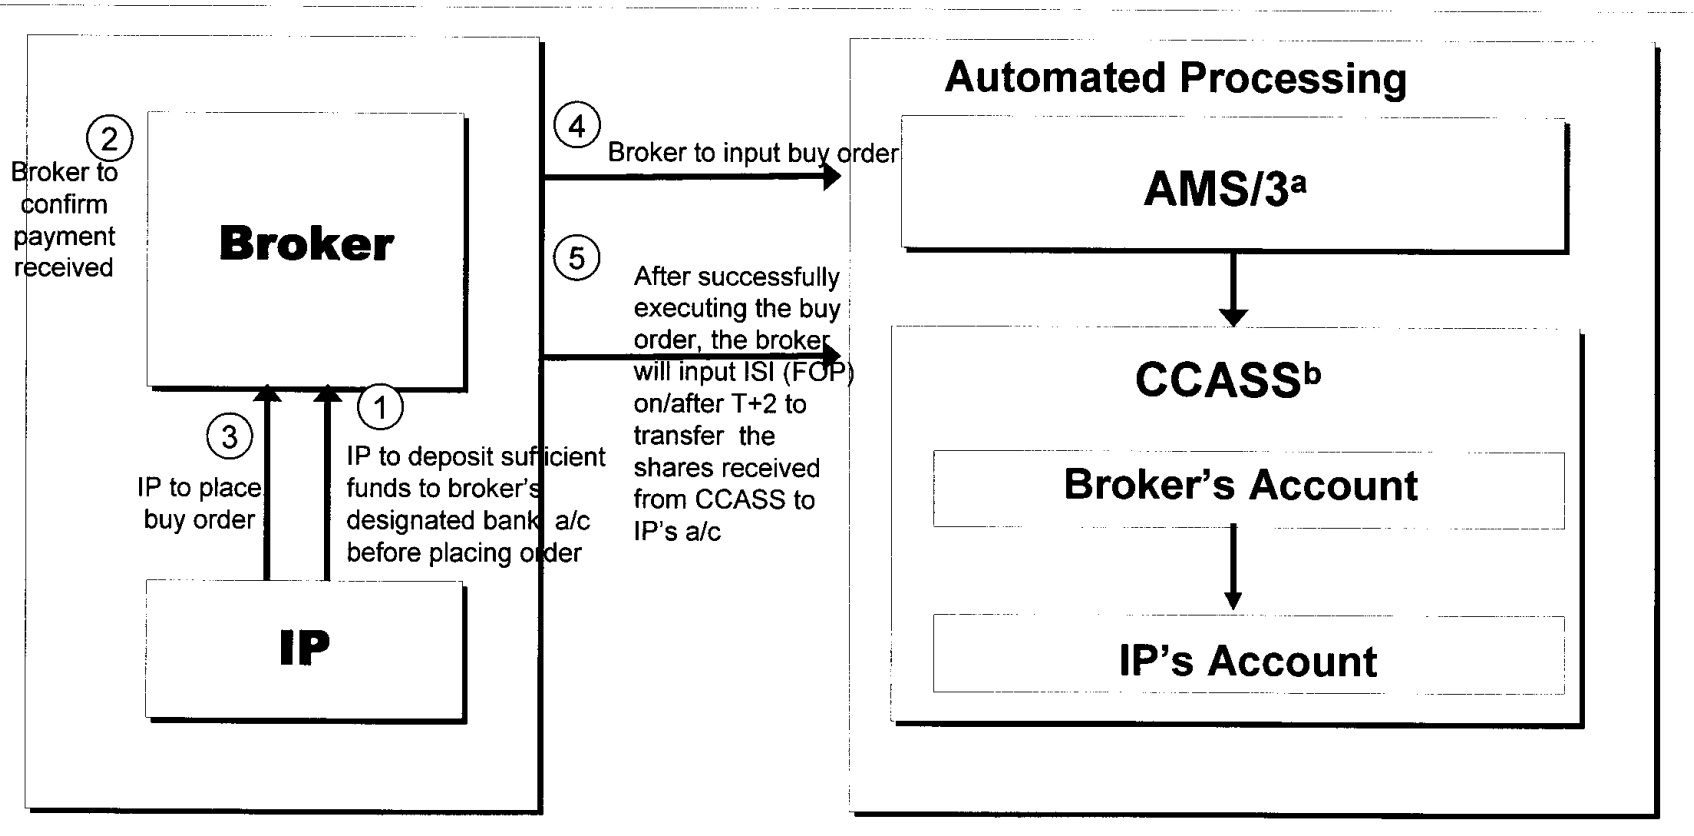 Automated Processing
2
Broker to
confirm
payment
received
Broker
4
Broker to input buy order
AMS/3a
5
After successfully
executing the buy
order, the broker
will input ISI (FOP)
on/after T+2 to
transfer the
shares received
from CCASS to
IP's a/c
CCASSb
3
IP to place
buy order
1
IP to deposit sufficient
funds to broker's
designated bank a/c
before placing order
Broker's Account
IP
IP's Account